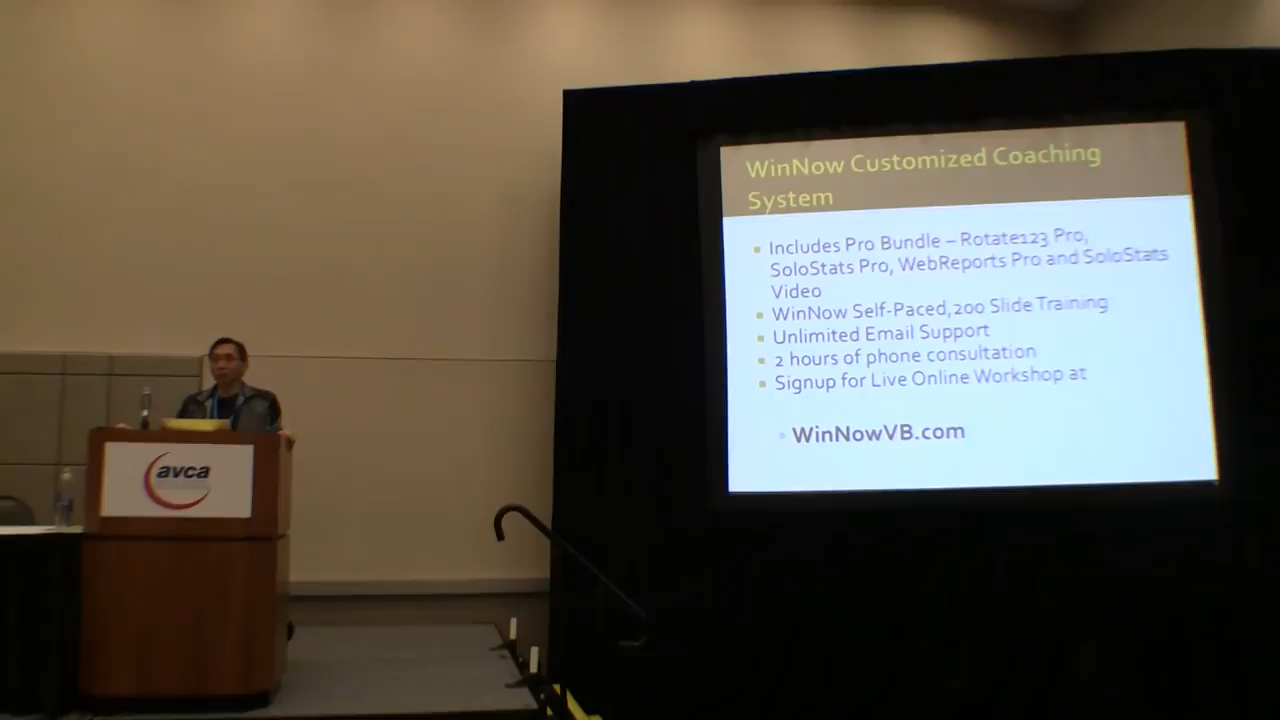 WinNow Customized Coaching
System
Includes Pro Bundle – Rotate123 Pro,
SoloStats Pro, WebReports Pro and SoloStats
Video
WinNow Self-Paced,200 Slide Training
Unlimited Email Support
2 hours of phone consultation
Signup for Live Online Workshop at
WinNowVB.com
avca